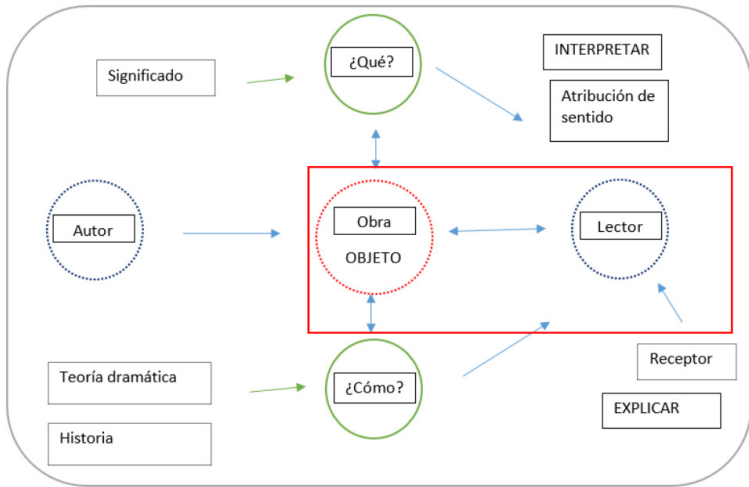 ¿Qué?
INTERPRETAR
Significado
Atribución de
sentido
Autor
Obra
OBJETO
Lector
Teoría dramática
¿Cómo?
Receptor
EXPLICAR
Historia